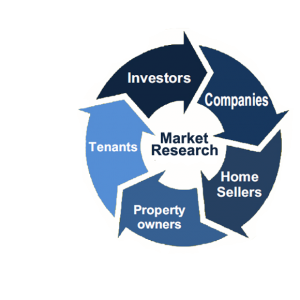 Investors
Companies
Home
Sellers
Property
owners
Tenants
Market
Research